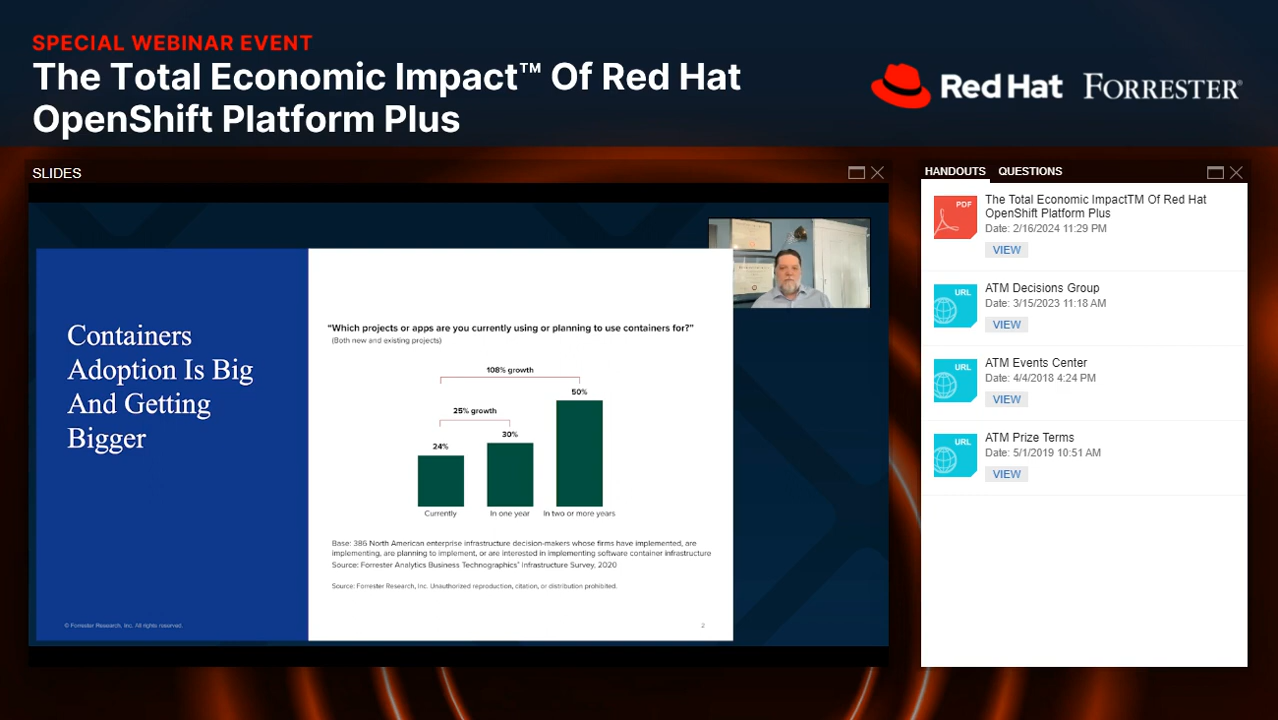 SPECIAL WEBINAR EVENT
The Total Economic Impact™ Of Red Hat
OpenShift Platform Plus
Red Hat
FORRESTER®
SLIDES
Containers
Adoption Is Big
And Getting
Bigger
© Forrester Research, Inc. All rights reserved.
“Which projects or apps are you currently using or planning to use containers for?”
(Both new and existing projects)
108% growth
50%
25% growth
30%
24%
Currently
In one year
In two or more years
Base: 386 North American enterprise infrastructure decision-makers whose firms have implemented, are
implementing, are planning to implement, or are interested in implementing software container infrastructure
Source: Forrester Analytics Business Technographics® Infrastructure Survey, 2020
Source: Forrester Research, Inc. Unauthorized reproduction, citation, or distribution prohibited.
2
HANDOUTS
QUESTIONS
PDF
The Total Economic ImpactTM Of Red Hat
OpenShift Platform Plus
Date: 2/16/2024 11:29 PM
VIEW
URL
ATM Decisions Group
Date: 3/15/2023 11:18 AM
VIEW
URL
ATM Events Center
Date: 4/4/2018 4:24 PM
VIEW
URL
ATM Prize Terms
Date: 5/1/2019 10:51 AM
VIEW